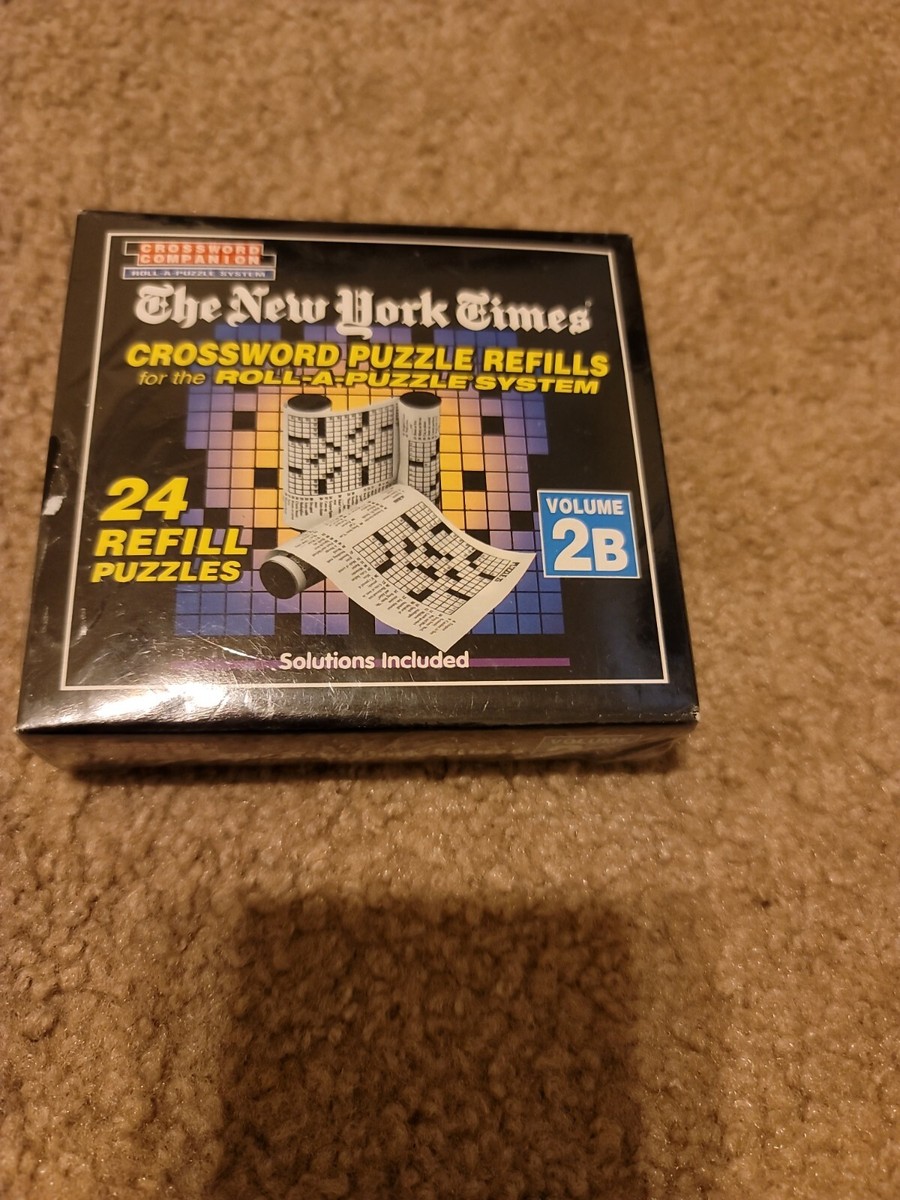 CROSSWORD
COMPANION
ROLL-A-PUZZLE SYSTEM
The New York Times
CROSSWORD PUZZLE REFILLS
for the ROLL-A-PUZZLE SYSTEM
24
REFILL
PUZZLES
VOLUME
2B
Solutions Included